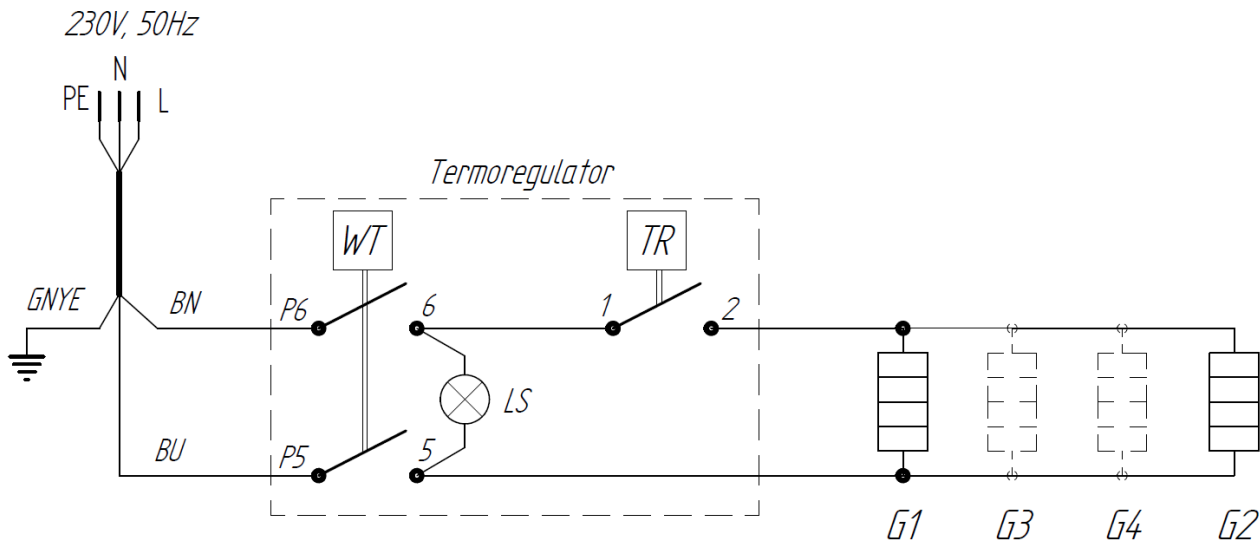 230V, 50Hz
N
PE L
Termoregulator
WT TR
GNYE BN P6 6 1 2
LS
BU P5 5
G1 G3 G4 G2